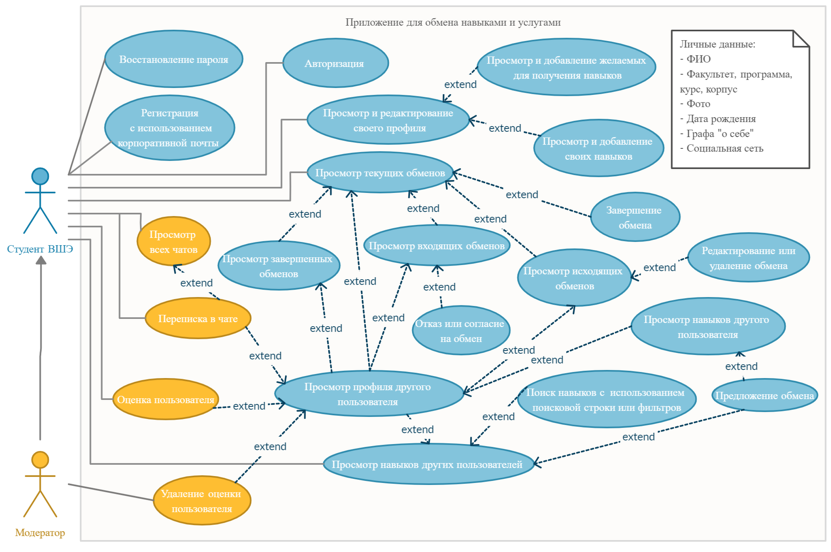 Приложение для обмена навыками и услугами
Восстановление пароля
Авторизация
Просмотр и добавление желаемых
для получения навыков
Личные данные:
- ФИО
- Факультет, программа,
курс, корпус
- Фото
- Дата рождения
- Графа "о себе"
- Социальная сеть
extend
Регистрация
с использованием
корпоративной почты
Просмотр и редактирование
своего профиля
extend
Просмотр и добавление
своих навыков
Просмотр текущих обменов
extend
extend
extend
extend
Завершение
обмена
Студент ВШЭ
Просмотр
всех чатов
Просмотр завершенных
обменов
Просмотр входящих обменов
Просмотр исходящих
обменов
extend
Редактирование или
удаление обмена
extend
extend
Переписка в чате
extend
extend
Отказ или согласие
на обмен
Просмотр навыков другого
пользователя
extend
extend
extend
extend
extend
Просмотр профиля другого
пользователя
Оценка пользователя
extend
Поиск навыков с использованием
поисковой строки или фильтров
Предложение обмена
extend
extend
extend
extend
Просмотр навыков других пользователей
Удаление оценки
пользователя
Модератор